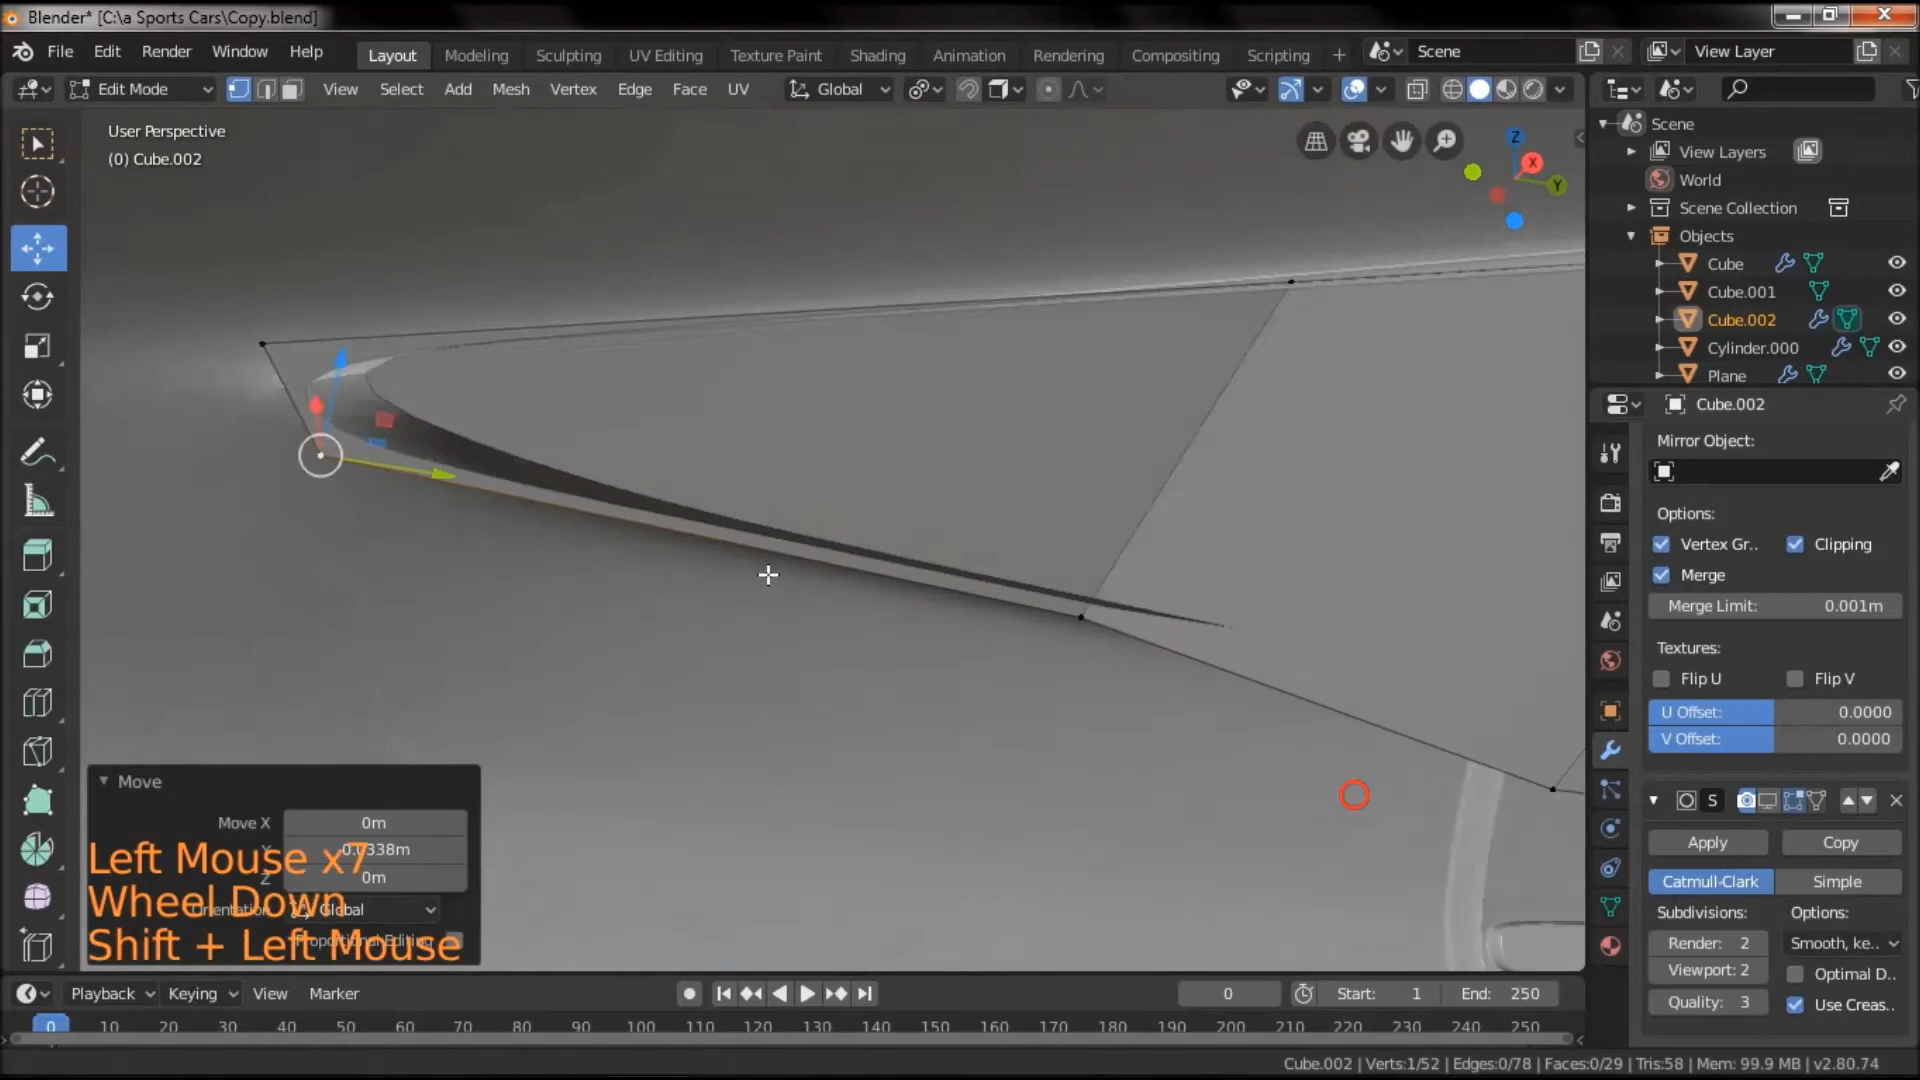 Blender* [C:\a Sports Cars\Copy.blend]
File Edit Render Window Help Layout Modeling Sculpting UV Editing Texture Paint Shading Animation Rendering Compositing Scripting + Scene View Layer
Edit Mode View Select Add Mesh Vertex Edge Face UV Global
User Perspective
(0) Cube.002
Z
X
Y
Scene
View Layers
World
Scene Collection
Objects
Cube
Cube.001
Cube.002
Cylinder.000
Plane
Cube.002
Mirror Object:
Options:
Vertex Gr.. Clipping
Merge
Merge Limit: 0.001m
Textures:
Flip U Flip V
U Offset: 0.0000
V Offset: 0.0000
S
Apply Copy
Catmull-Clark Simple
Subdivisions: Options:
Render: 2 Smooth, ke..
Viewport: 2 Optimal D..
Quality: 3 Use Creas..
Move
Move X 0m
0.0338m
Z 0m
Orientation Global
Proportional Editing
Left Mouse x7
Wheel Down
Shift + Left Mouse
Playback Keying View Marker 0 Start: 1 End: 250
0 10 20 30 40 50 60 70 80 90 100 110 120 130 140 150 160 170 180 190 200 210 220 230 240 250
Cube.002 | Verts:1/52 | Edges:0/78 | Faces:0/29 | Tris:58 | Mem: 99.9 MB | v2.80.74